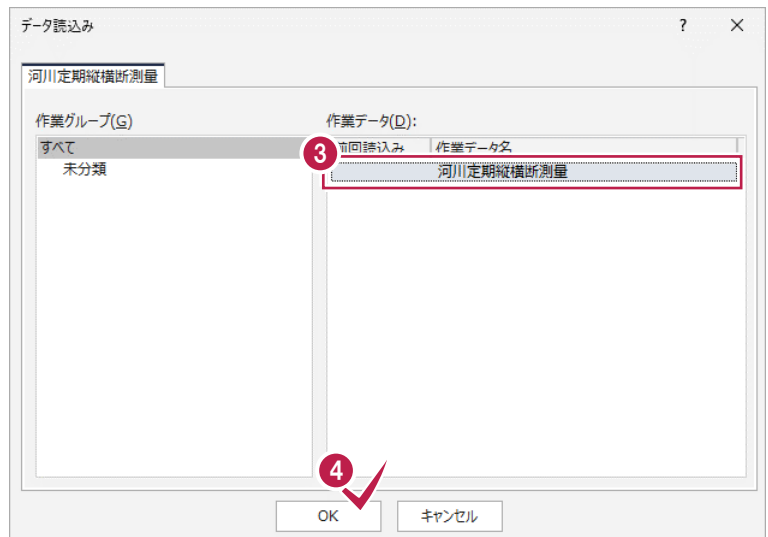 データ読込み ? ×
河川定期縦横断測量
作業グループ(G) 作業データ(D):
すべて
未分類
3
前回読込み 作業データ名
河川定期縦横断測量
4
OK キャンセル